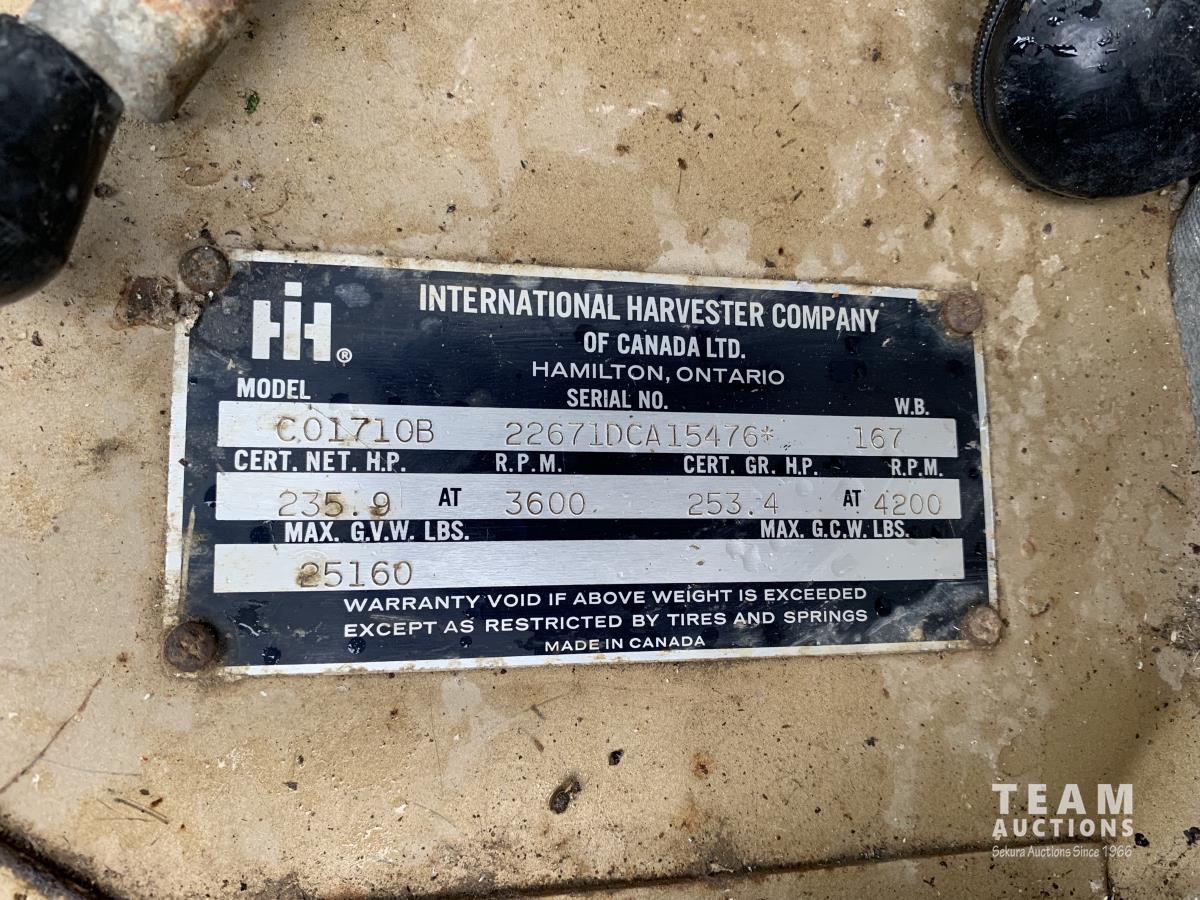 IH®
INTERNATIONAL HARVESTER COMPANY
OF CANADA LTD.
HAMILTON, ONTARIO
MODEL SERIAL NO. W.B.
CO1710B 22671DCA15476* 167
CERT. NET. H.P. R.P.M. CERT. GR. H.P. R.P.M.
235.9 AT 3600 253.4 AT 4200
MAX. G.V.W. LBS. MAX. G.C.W. LBS.
25160
WARRANTY VOID IF ABOVE WEIGHT IS EXCEEDED
EXCEPT AS RESTRICTED BY TIRES AND SPRINGS
MADE IN CANADA
TEAM
AUCTIONS
Sekura Auctions Since 1966